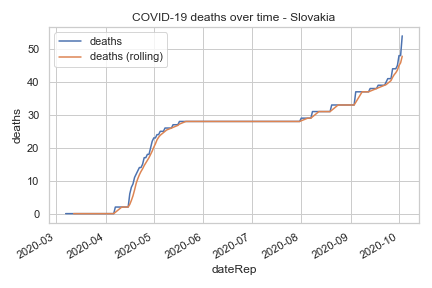 COVID-19 deaths over time - Slovakia
deaths
deaths (rolling)
deaths
50
40
30
20
10
0
2020-03
2020-04
2020-05
2020-06
2020-07
2020-08
2020-09
2020-10
dateRep